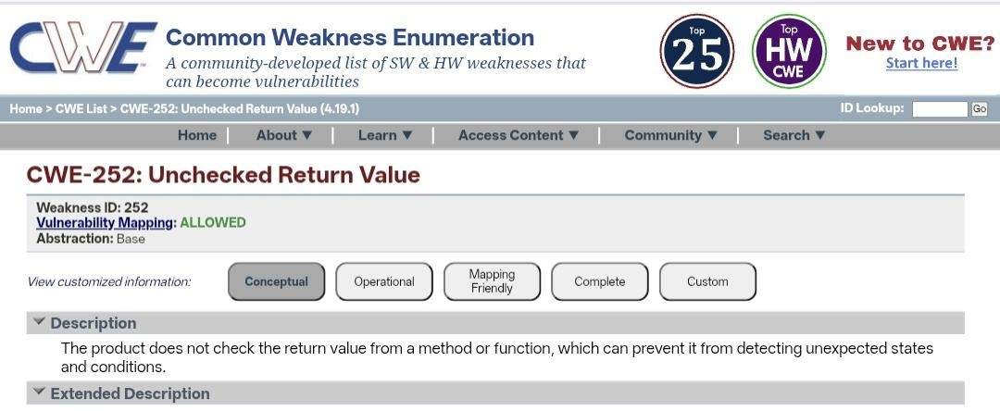 CWE Common Weakness Enumeration
A community-developed list of SW & HW weaknesses that
can become vulnerabilities
Top
25
Top
HW
CWE
New to CWE?
Start here!
Home > CWE List > CWE-252: Unchecked Return Value (4.19.1)
ID Lookup: Go
Home About ▼ Learn ▼ Access Content ▼ Community ▼ Search ▼
CWE-252: Unchecked Return Value
Weakness ID: 252
Vulnerability Mapping: ALLOWED
Abstraction: Base
View customized information: Conceptual Operational Mapping Friendly Complete Custom
Description
The product does not check the return value from a method or function, which can prevent it from detecting unexpected states
and conditions.
Extended Description